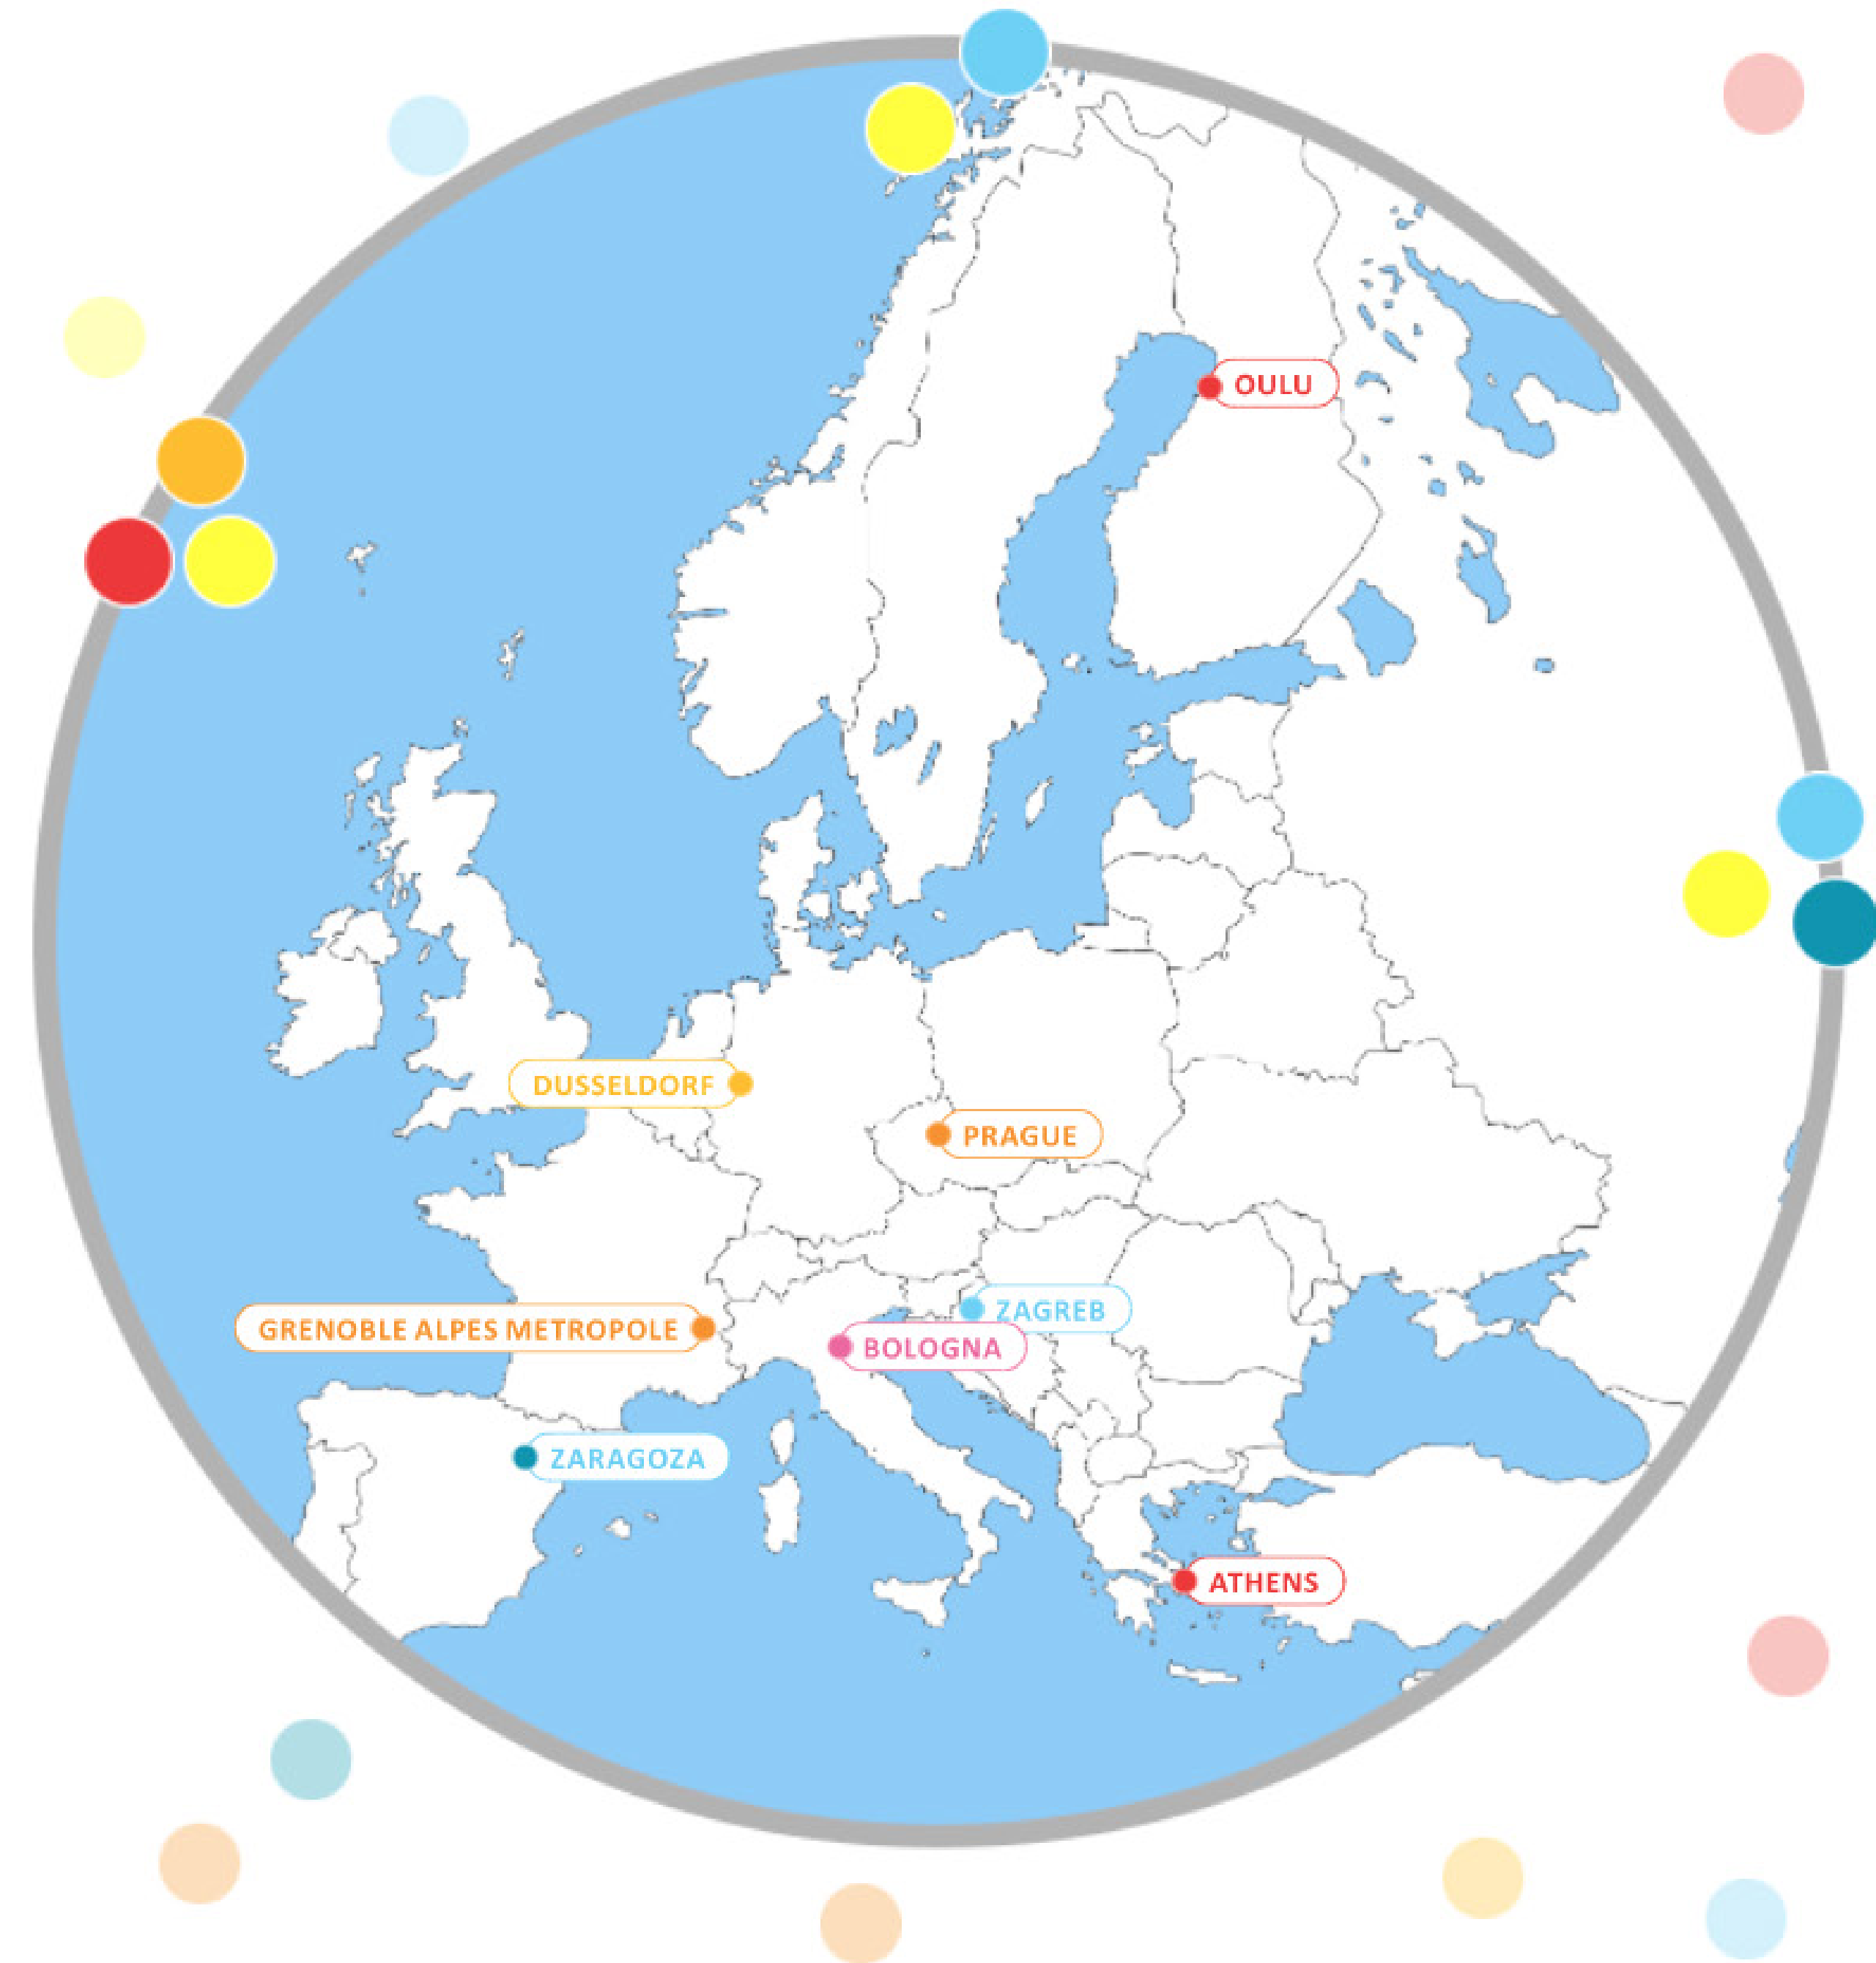 OULU
DUSSELDORF
PRAGUE
ZAGREB
GRENOBLE ALPES METROPOLE
BOLOGNA
ZARAGOZA
ATHENS